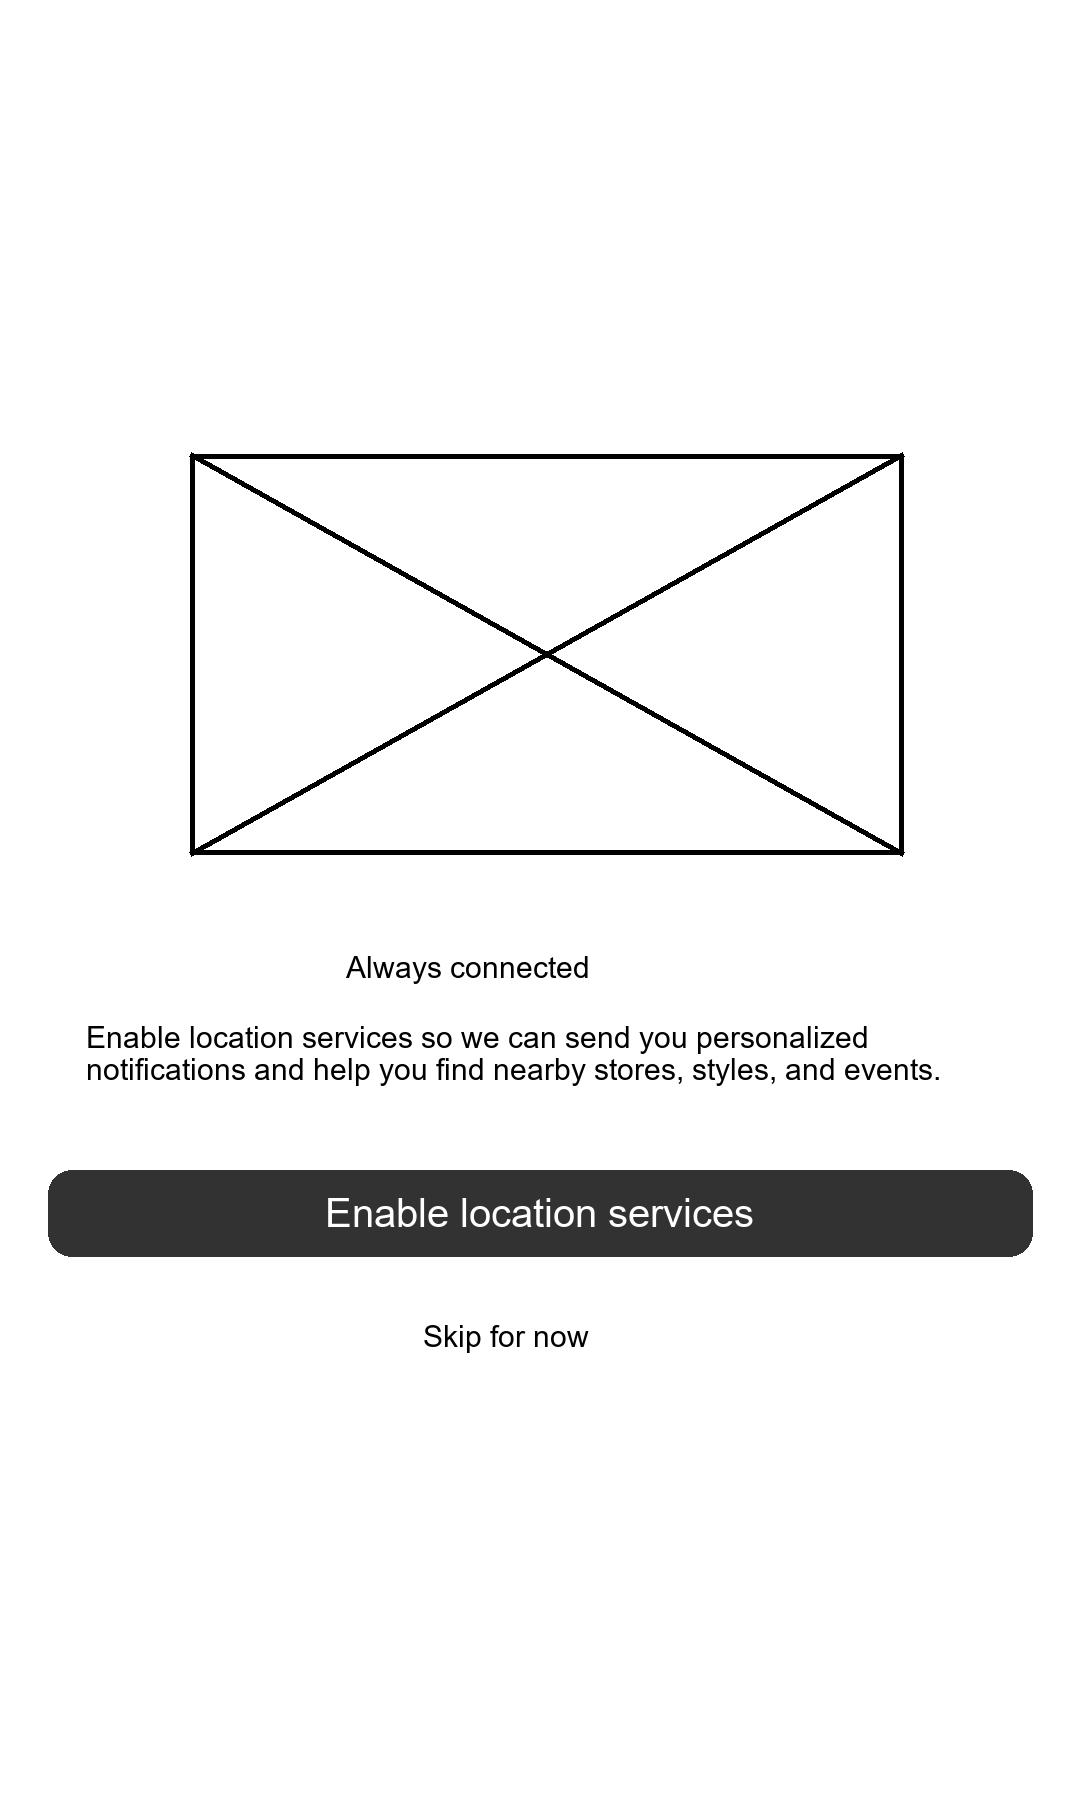 Always connected
Enable location services so we can send you personalized
notifications and help you find nearby stores, styles, and events.
Enable location services
Skip for now